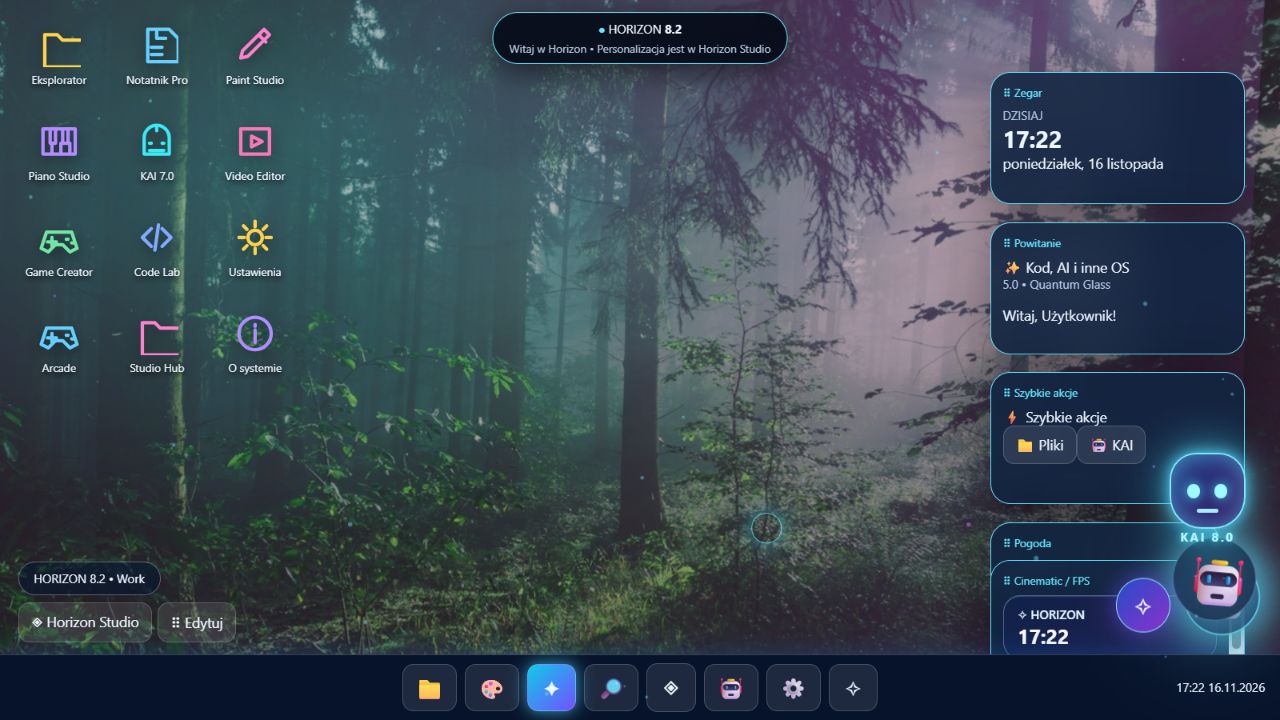 HORIZON 8.2
Witaj w Horizon • Personalizacja jest w Horizon Studio
Eksplorator
Notatnik Pro
Paint Studio
Piano Studio
KAI 7.0
Video Editor
Game Creator
Code Lab
Ustawienia
Arcade
Studio Hub
O systemie
Zegar
DZISIAJ
17:22
poniedziałek, 16 listopada
Powitanie
Kod, AI i inne OS
5.0 • Quantum Glass
Witaj, Użytkownik!
Szybkie akcje
Szybkie akcje
Pliki
KAI
KAI 8.0
Pogoda
Cinematic / FPS
HORIZON
17:22
HORIZON 8.2 • Work
Horizon Studio
Edytuj
17:22 16.11.2026